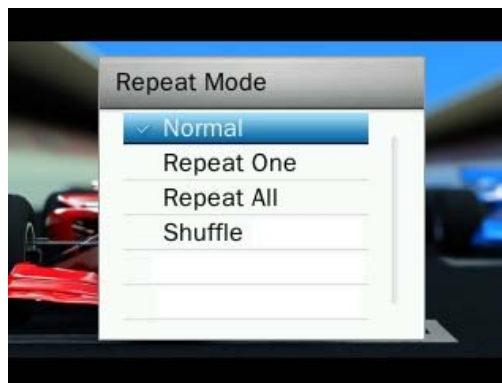 Repeat Mode
Normal
Repeat One
Repeat All
Shuffle